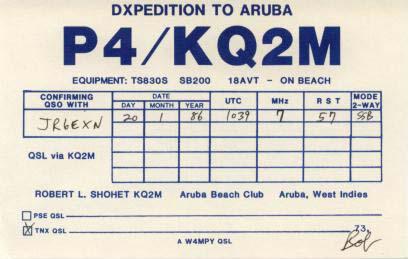 DXPEDITION TO ARUBA
P4/KQ2M
EQUIPMENT: TS830S SB200 18AVT - ON BEACH
CONFIRMING QSO WITH DATE DAY MONTH YEAR UTC MHz R S T MODE 2-WAY
JR6EXN 20 1 86 1039 7 57 SSB
QSL via KQ2M
ROBERT L. SHOHET KQ2M Aruba Beach Club Aruba, West Indies
PSE QSL
X TNX QSL 73,
Bob
A W4MPY QSL